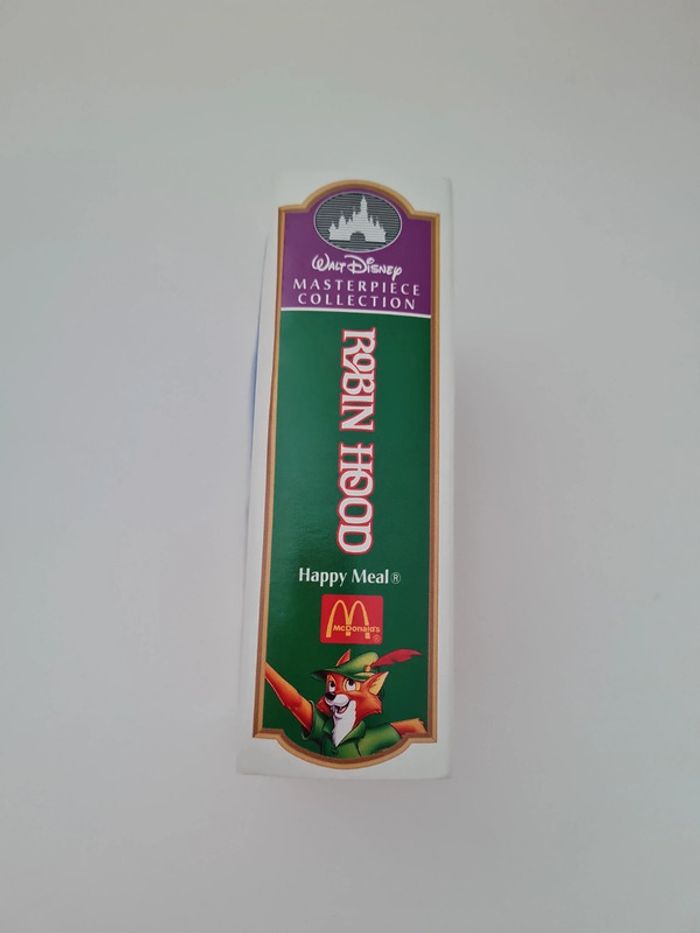 WALT DISNEY
MASTERPIECE
COLLECTION
ROBIN HOOD
Happy Meal®
McDonald's®